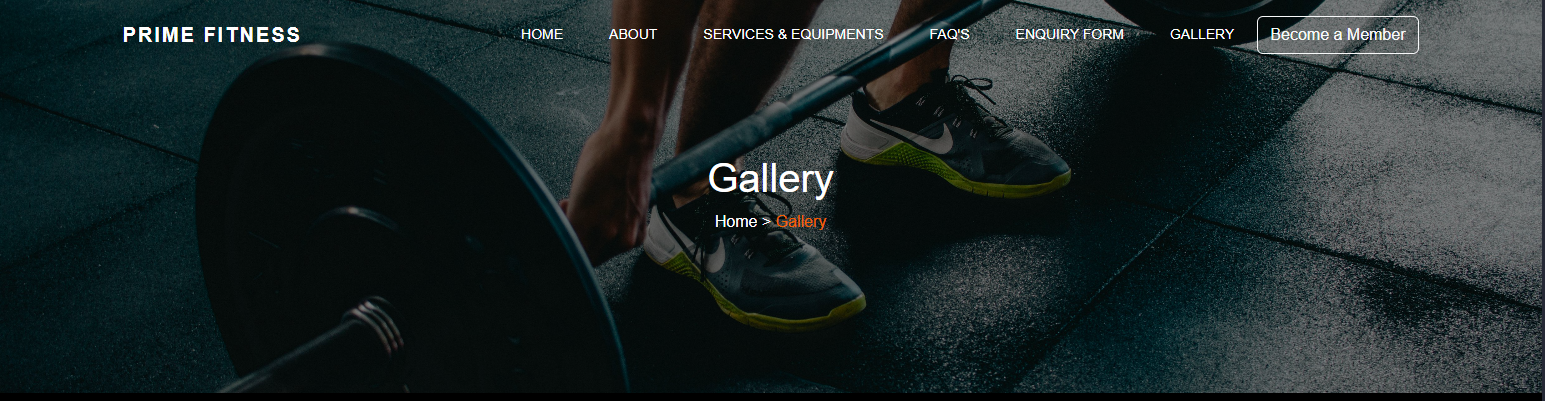 PRIME FITNESS HOME ABOUT SERVICES & EQUIPMENTS FAQ'S ENQUIRY FORM GALLERY Become a Member
Gallery
Home > Gallery